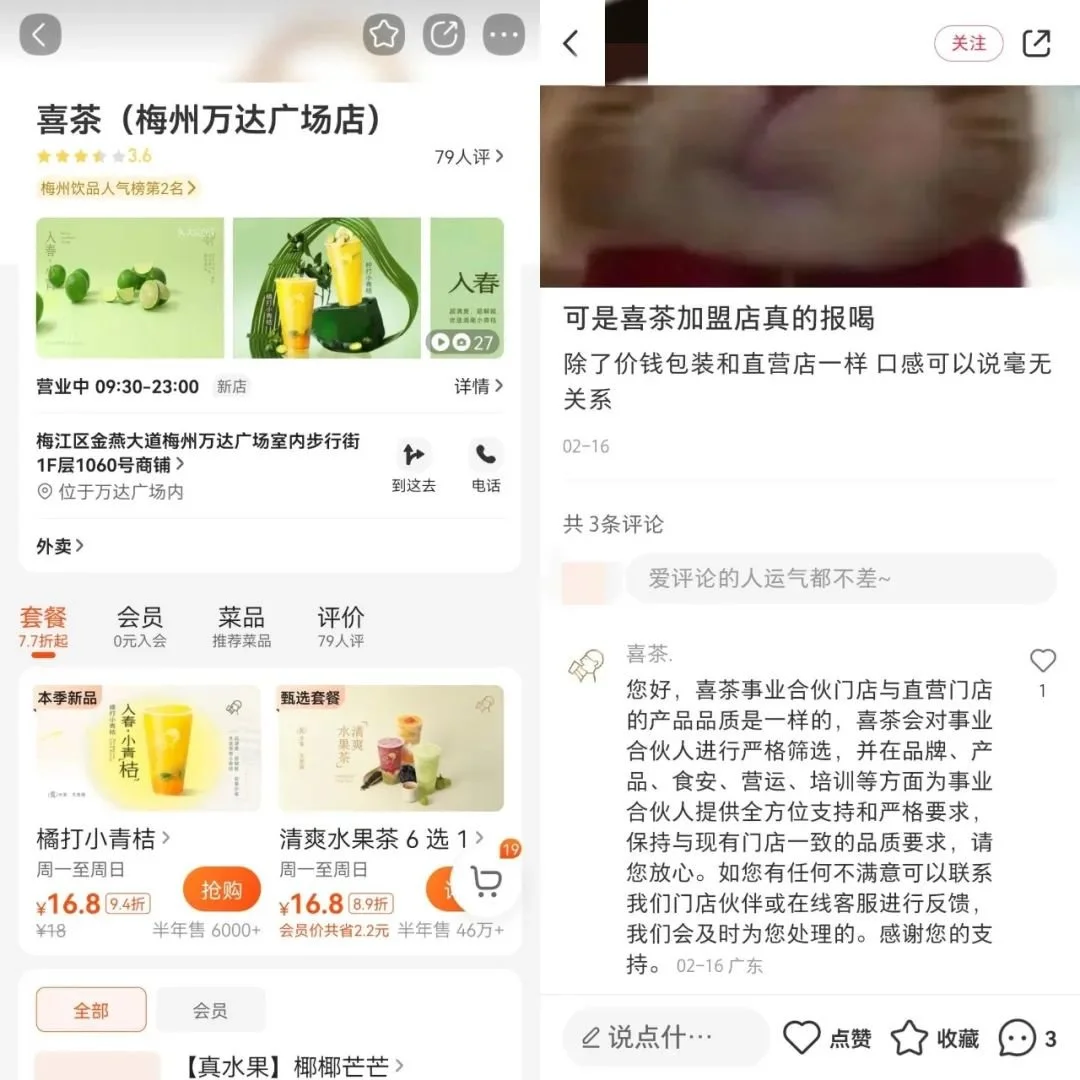 喜茶（梅州万达广场店）
3.6
79人评
梅州饮品人气榜第2名
入春
入春
27
营业中 09:30-23:00 新店
详情
梅江区金燕大道梅州万达广场室内步行街
1F层1060号商铺
位于万达广场内
到这去
电话
外卖
套餐
会员
菜品
评价
7.7折起
0元入会
推荐菜品
79人评
本季新品
橘打小青桔
入春·小青桔
甄选套餐
清爽水果茶
橘打小青桔
周一至周日
¥16.8 9.4折
¥18
抢购
半年售 6000+
清爽水果茶 6 选 1
周一至周日
¥16.8 8.9折
会员价共省2.2元
半年售 46万+
19
全部
会员
【真水果】椰椰芒芒
关注
可是喜茶加盟店真的报喝
除了价钱包装和直营店一样 口感可以说毫无
关系
02-16
共 3条评论
爱评论的人运气都不差~
喜茶.
您好，喜茶事业合伙门店与直营门店
的产品品质是一样的，喜茶会对事业
合伙人进行严格筛选，并在品牌、产
品、食安、营运、培训等方面为事业
合伙人提供全方位支持和严格要求，
保持与现有门店一致的品质要求，请
您放心。如您有任何不满意可以联系
我们门店伙伴或在线客服进行反馈，
我们会及时为您处理的。感谢您的支
持。 02-16 广东
1
说点什…
点赞
收藏
3